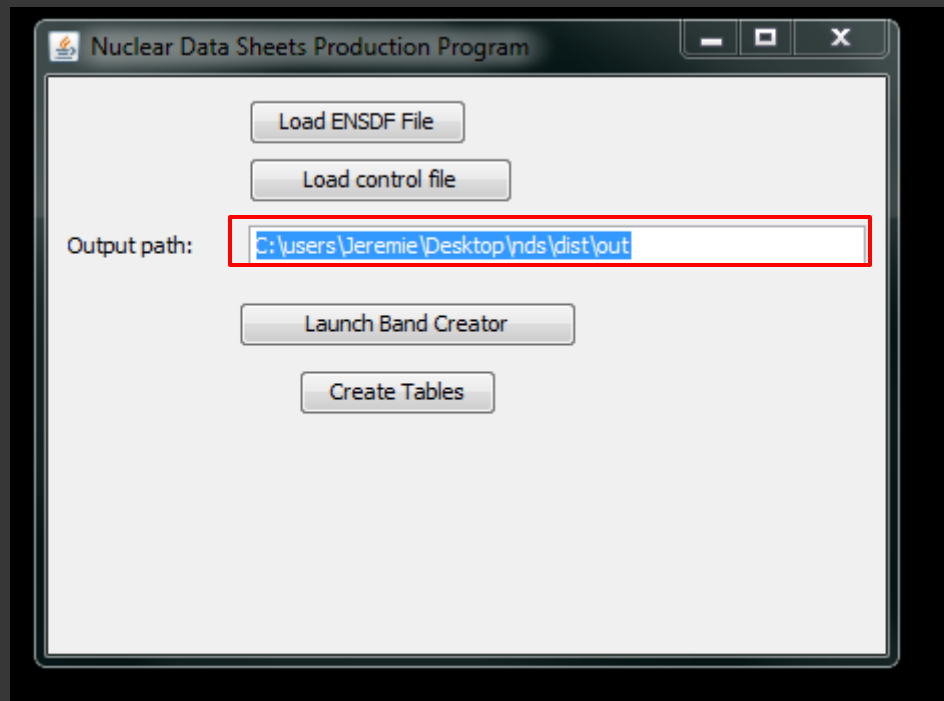 Nuclear Data Sheets Production Program
Load ENSDF File
Load control file
Output path: C:\users\Jeremie\Desktop\nds\dist\out
Launch Band Creator
Create Tables